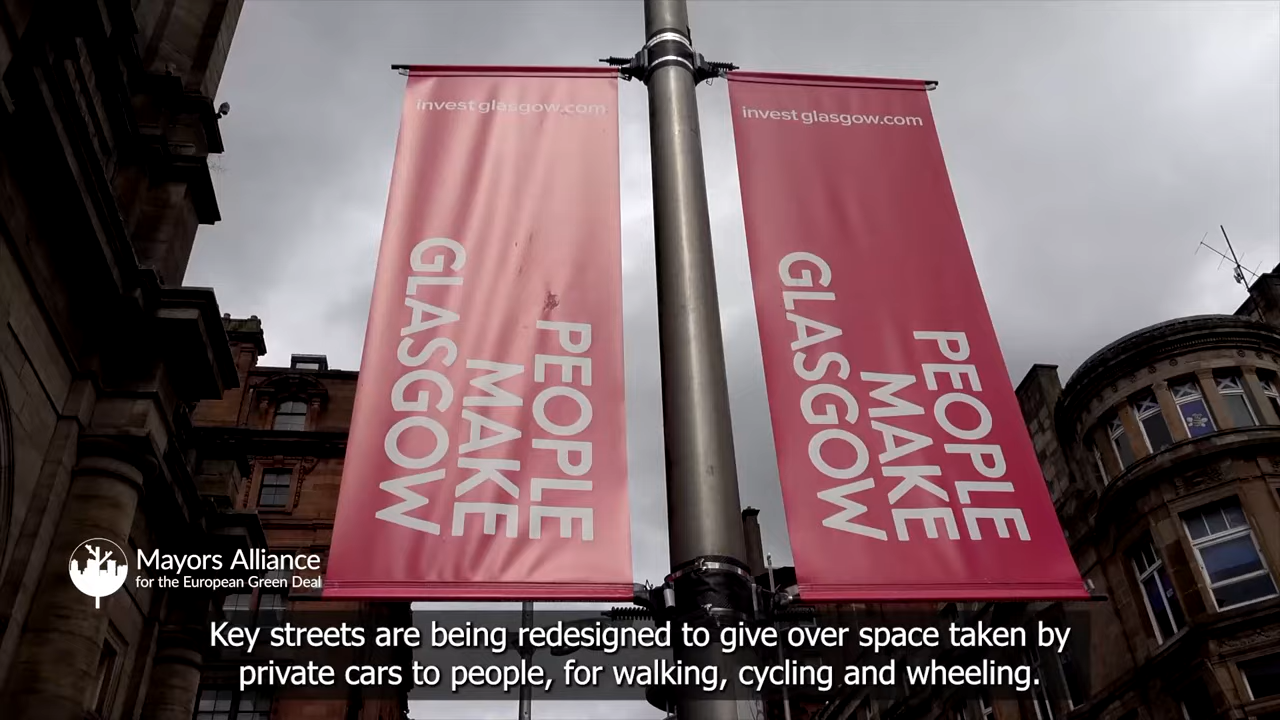 investglasgow.com
PEOPLE
MAKE
GLASGOW
investglasgow.com
PEOPLE
MAKE
GLASGOW
Mayors Alliance
for the European Green Deal
Key streets are being redesigned to give over space taken by
private cars to people, for walking, cycling and wheeling.